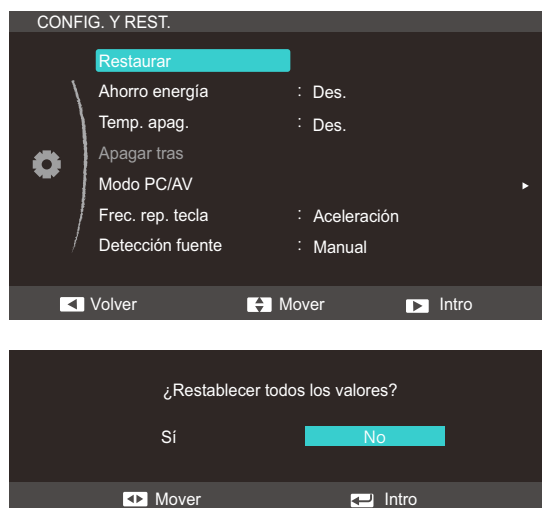 CONFIG. Y REST.
Restaurar
Ahorro energía : Des.
Temp. apag. : Des.
Apagar tras
Modo PC/AV
Frec. rep. tecla : Aceleración
Detección fuente : Manual
Volver Mover Intro
¿Restablecer todos los valores?
Sí No
Mover Intro